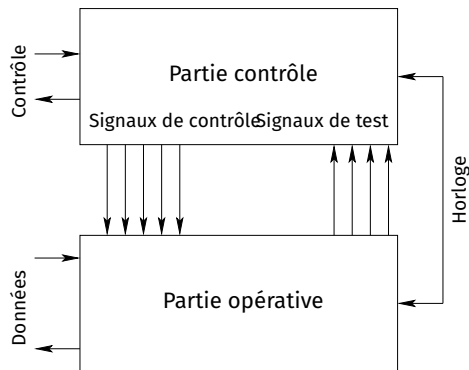 Partie contrôle
Contrôle
Signaux de contrôle
Signaux de test
Horloge
Données
Partie opérative